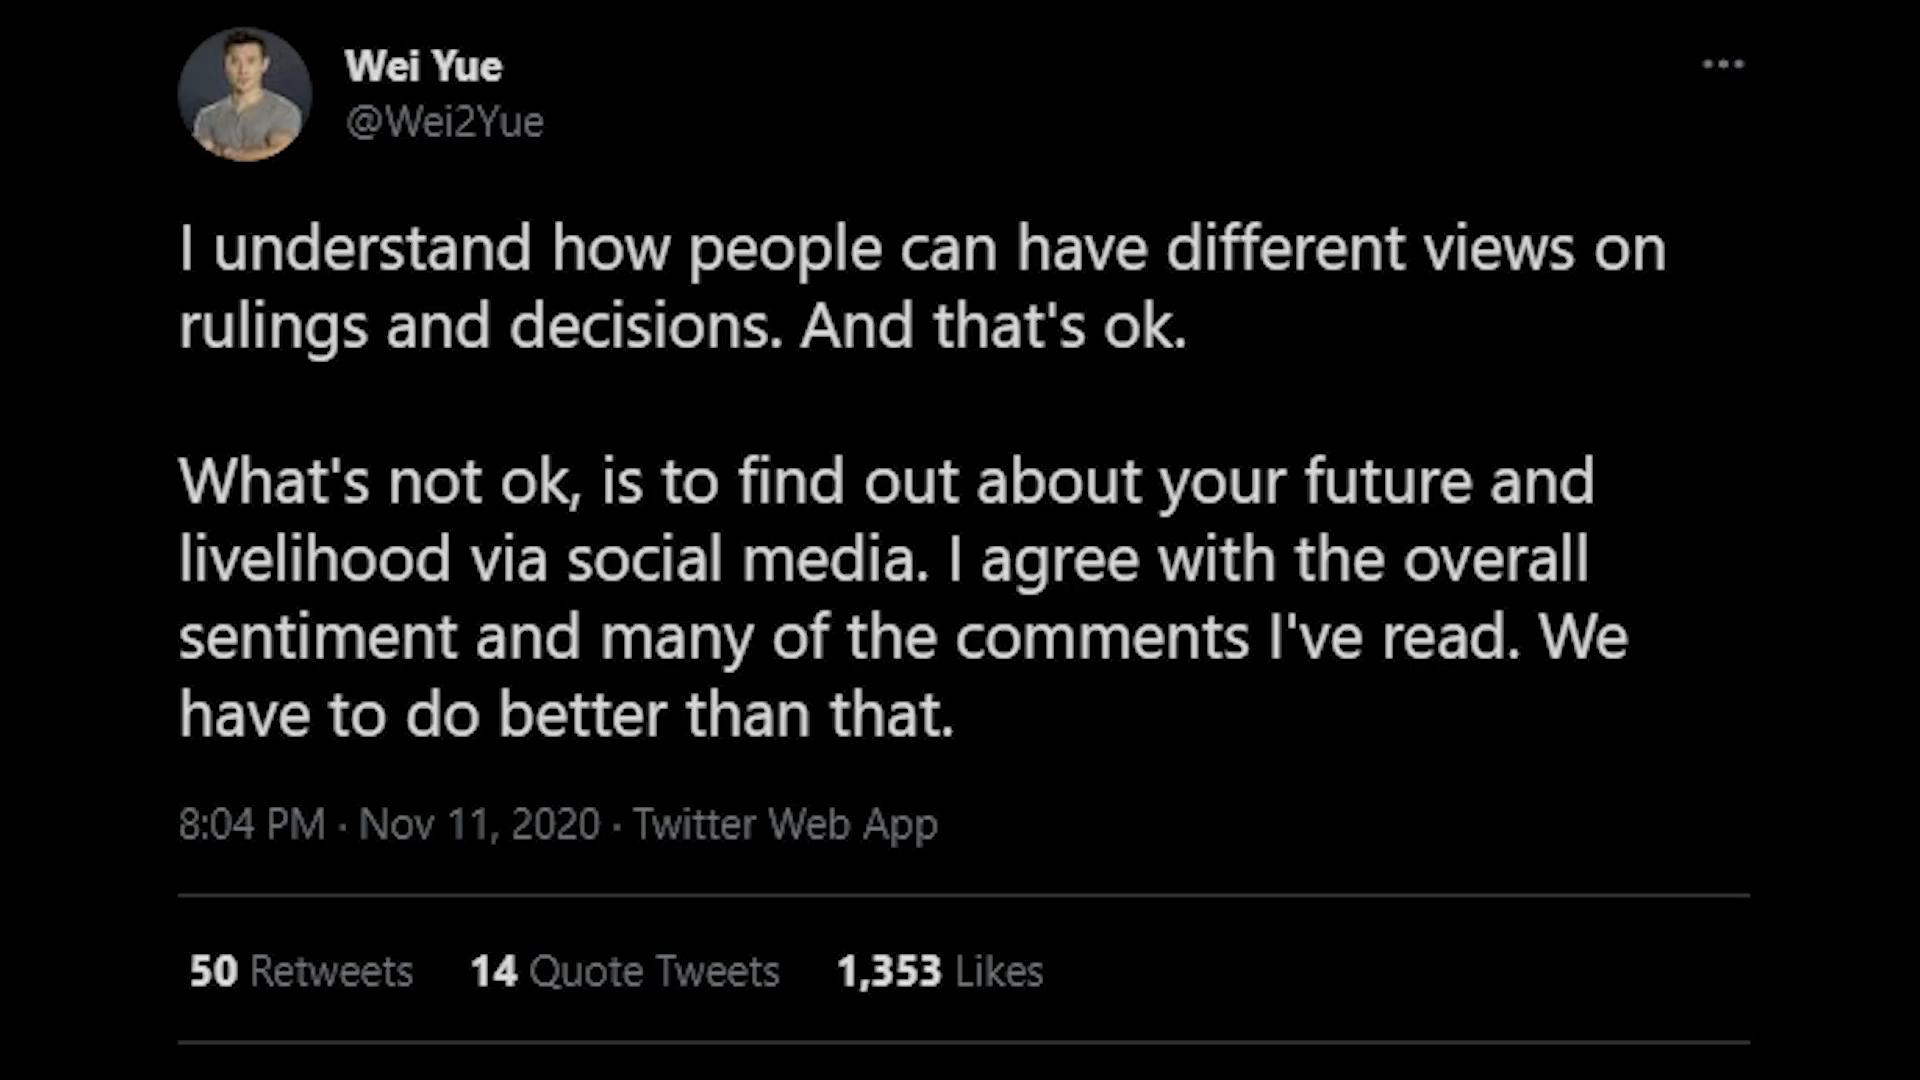 Wei Yue
@Wei2Yue
I understand how people can have different views on
rulings and decisions. And that's ok.
What's not ok, is to find out about your future and
livelihood via social media. I agree with the overall
sentiment and many of the comments I've read. We
have to do better than that.
8:04 PM · Nov 11, 2020 · Twitter Web App
50 Retweets 14 Quote Tweets 1,353 Likes